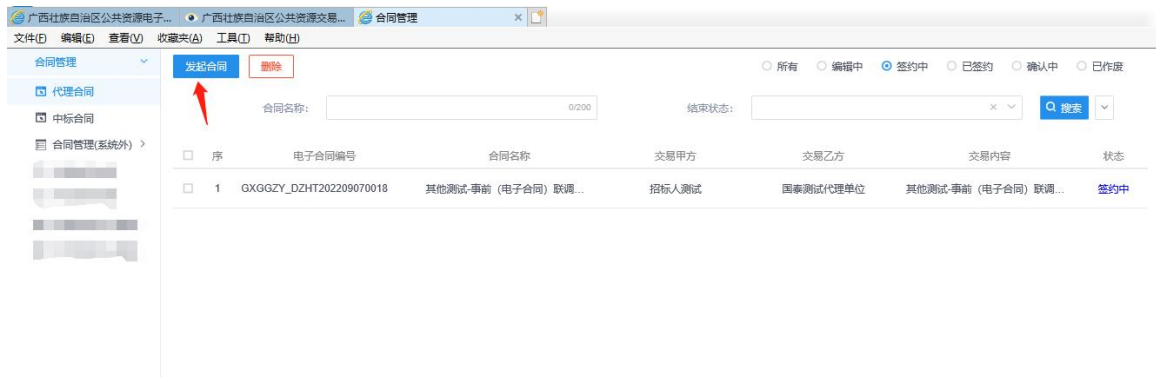 广西壮族自治区公共资源电子... 广西壮族自治区公共资源交易... 合同管理
文件(F) 编辑(E) 查看(V) 收藏夹(A) 工具(T) 帮助(H)
合同管理 发起合同 删除 所有 编辑中 签约中 已签约 确认中 已作废
代理合同
合同名称: 0/200 结束状态: 搜索
中标合同
合同管理(系统外)
序 电子合同编号 合同名称 交易甲方 交易乙方 交易内容 状态
1 GXGGZY_DZHT202209070018 其他测试-事前（电子合同）联调... 招标人测试 国泰测试代理单位 其他测试-事前（电子合同）联调... 签约中